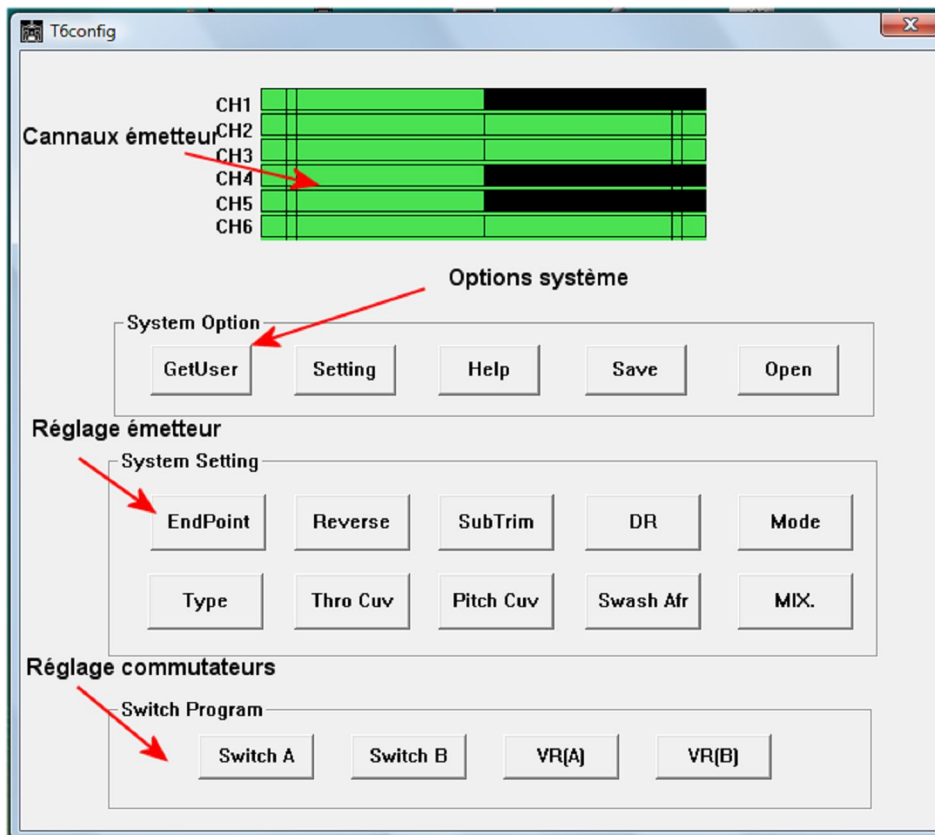 T6config
CH1
CH2
Cannaux émetteur
CH3
CH4
CH5
CH6
Options système
System Option
GetUser Setting Help Save Open
Réglage émetteur
System Setting
EndPoint Reverse SubTrim DR Mode
Type Thro Cuv Pitch Cuv Swash Afr MIX.
Réglage commutateurs
Switch Program
Switch A Switch B VR(A) VR(B)